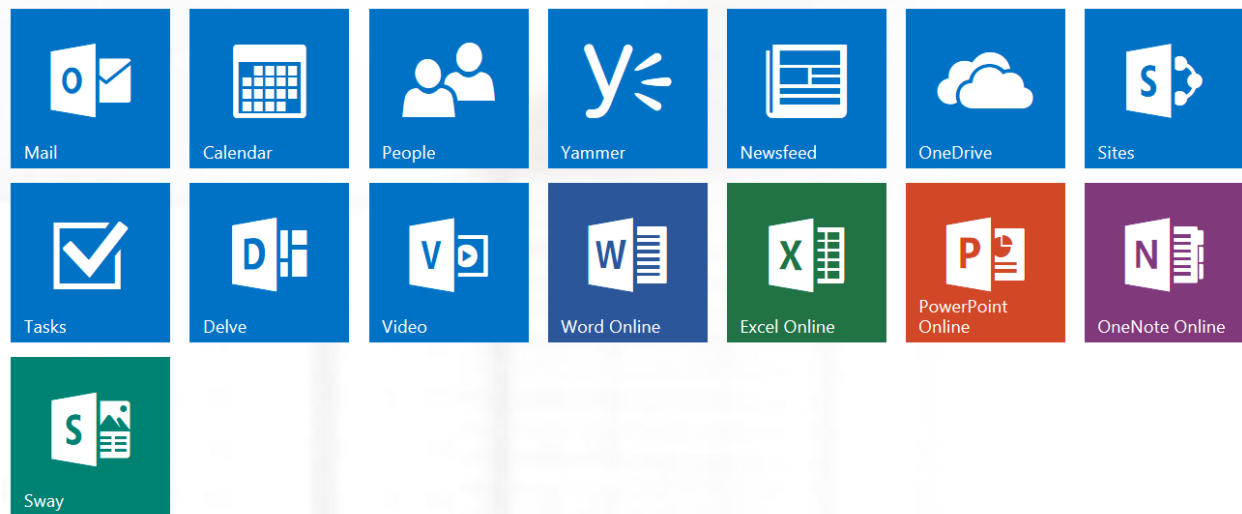 Mail
Calendar
People
Yammer
Newsfeed
OneDrive
Sites
Tasks
Delve
Video
Word Online
Excel Online
PowerPoint
Online
OneNote Online
Sway